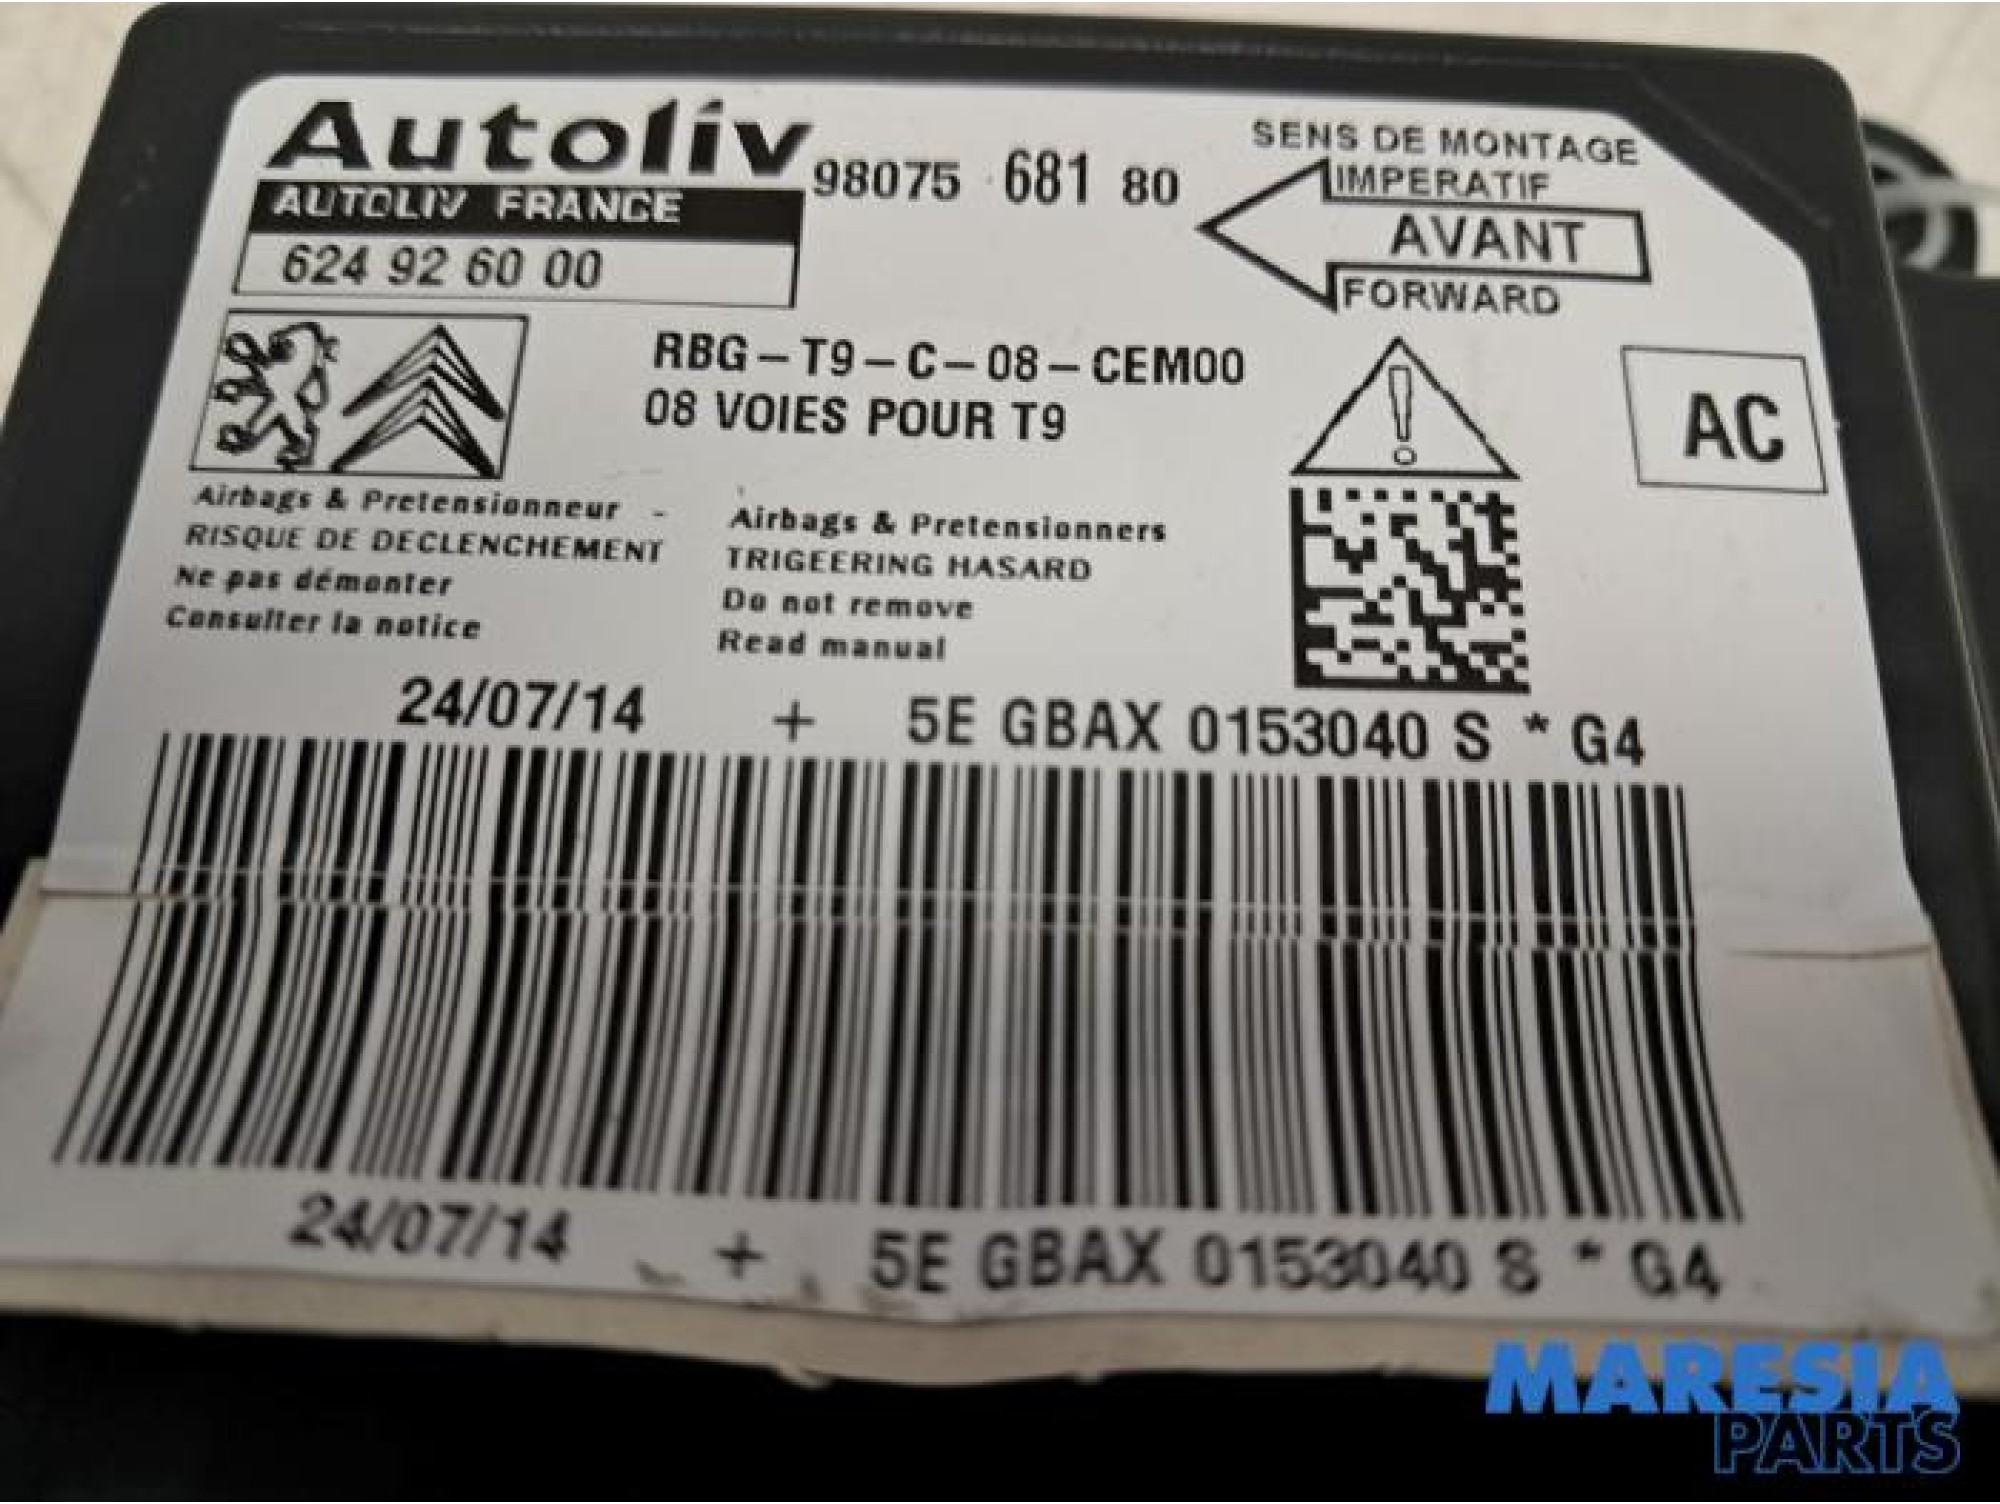 Autoliv
98075 681 80
AUTOLIV FRANCE
624 92 60 00
SENS DE MONTAGE
IMPERATIF
AVANT
FORWARD
RBG-T9-C-08-CEM00
08 VOIES POUR T9
AC
Airbags & Pretensionneur -
RISQUE DE DECLENCHEMENT
Ne pas démonter
Consulter la notice
Airbags & Pretensionners
TRIGEERING HASARD
Do not remove
Read manual
24/07/14 + 5E GBAX 0153040 S * G4
24/07/14 + 5E GBAX 0153040 S * G4
MARESIA
PARTS